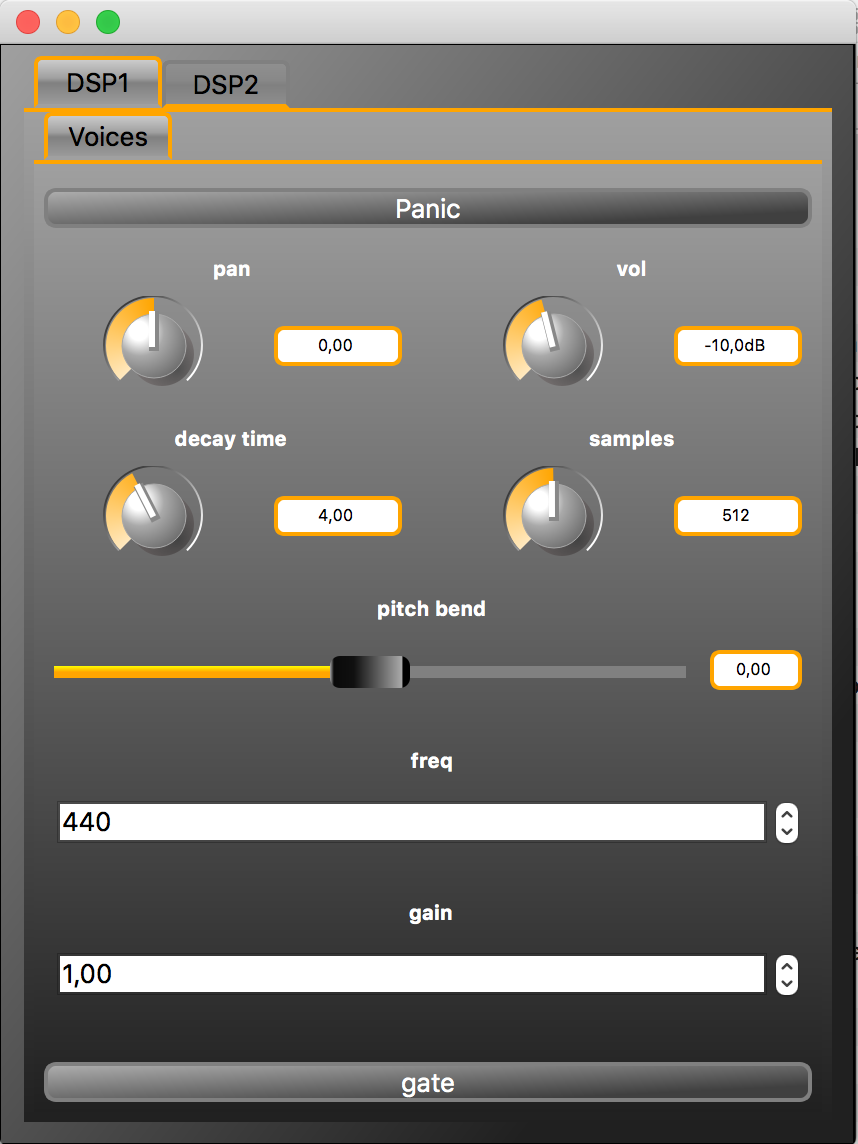 DSP1 DSP2
Voices
Panic
pan vol
0,00 -10,0dB
decay time samples
4,00 512
pitch bend
0,00
freq
440
gain
1,00
gate